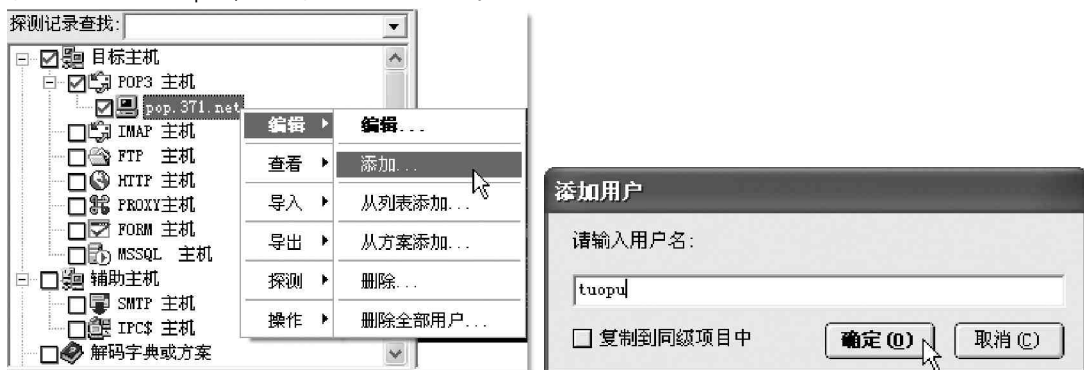 探测记录查找:
目标主机
POP3 主机
pop.371.net
IMAP 主机
FTP 主机
HTTP 主机
PROXY主机
FORM 主机
MSSQL 主机
辅助主机
SMTP 主机
IPC$ 主机
解码字典或方案
编辑
查看
导入
导出
探测
操作
编辑...
添加...
从列表添加...
从方案添加...
删除...
删除全部用户...
添加用户
请输入用户名:
tuopu
复制到同级项目中
确定(O)
取消(C)